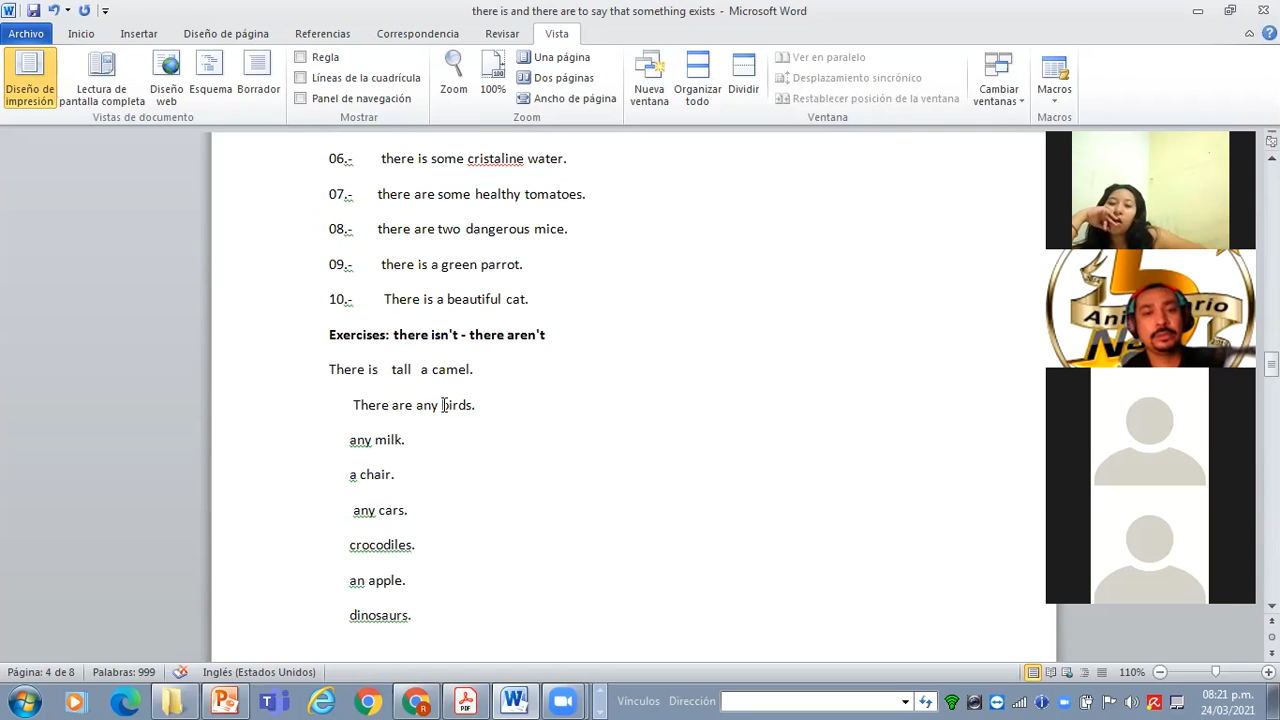 there is and there are to say that something exists - Microsoft Word
Archivo Inicio Insertar Diseño de página Referencias Correspondencia Revisar Vista
Diseño de impresión
Lectura de pantalla completa
Diseño web
Esquema
Borrador
Vistas de documento
Regla
Líneas de la cuadrícula
Panel de navegación
Mostrar
Zoom
100%
Una página
Dos páginas
Ancho de página
Zoom
Nueva ventana
Organizar todo
Dividir
Ver en paralelo
Desplazamiento sincrónico
Restablecer posición de la ventana
Ventana
Cambiar ventanas
Macros
Macros
06.- there is some cristaline water.
07.- there are some healthy tomatoes.
08.- there are two dangerous mice.
09.- there is a green parrot.
10.- There is a beautiful cat.
Exercises: there isn't - there aren't
There is tall a camel.
There are any birds.
any milk.
a chair.
any cars.
crocodiles.
an apple.
dinosaurs.
Página: 4 de 8 Palabras: 999 Inglés (Estados Unidos) 110%
Vínculos Dirección
08:21 p.m.
24/03/2021